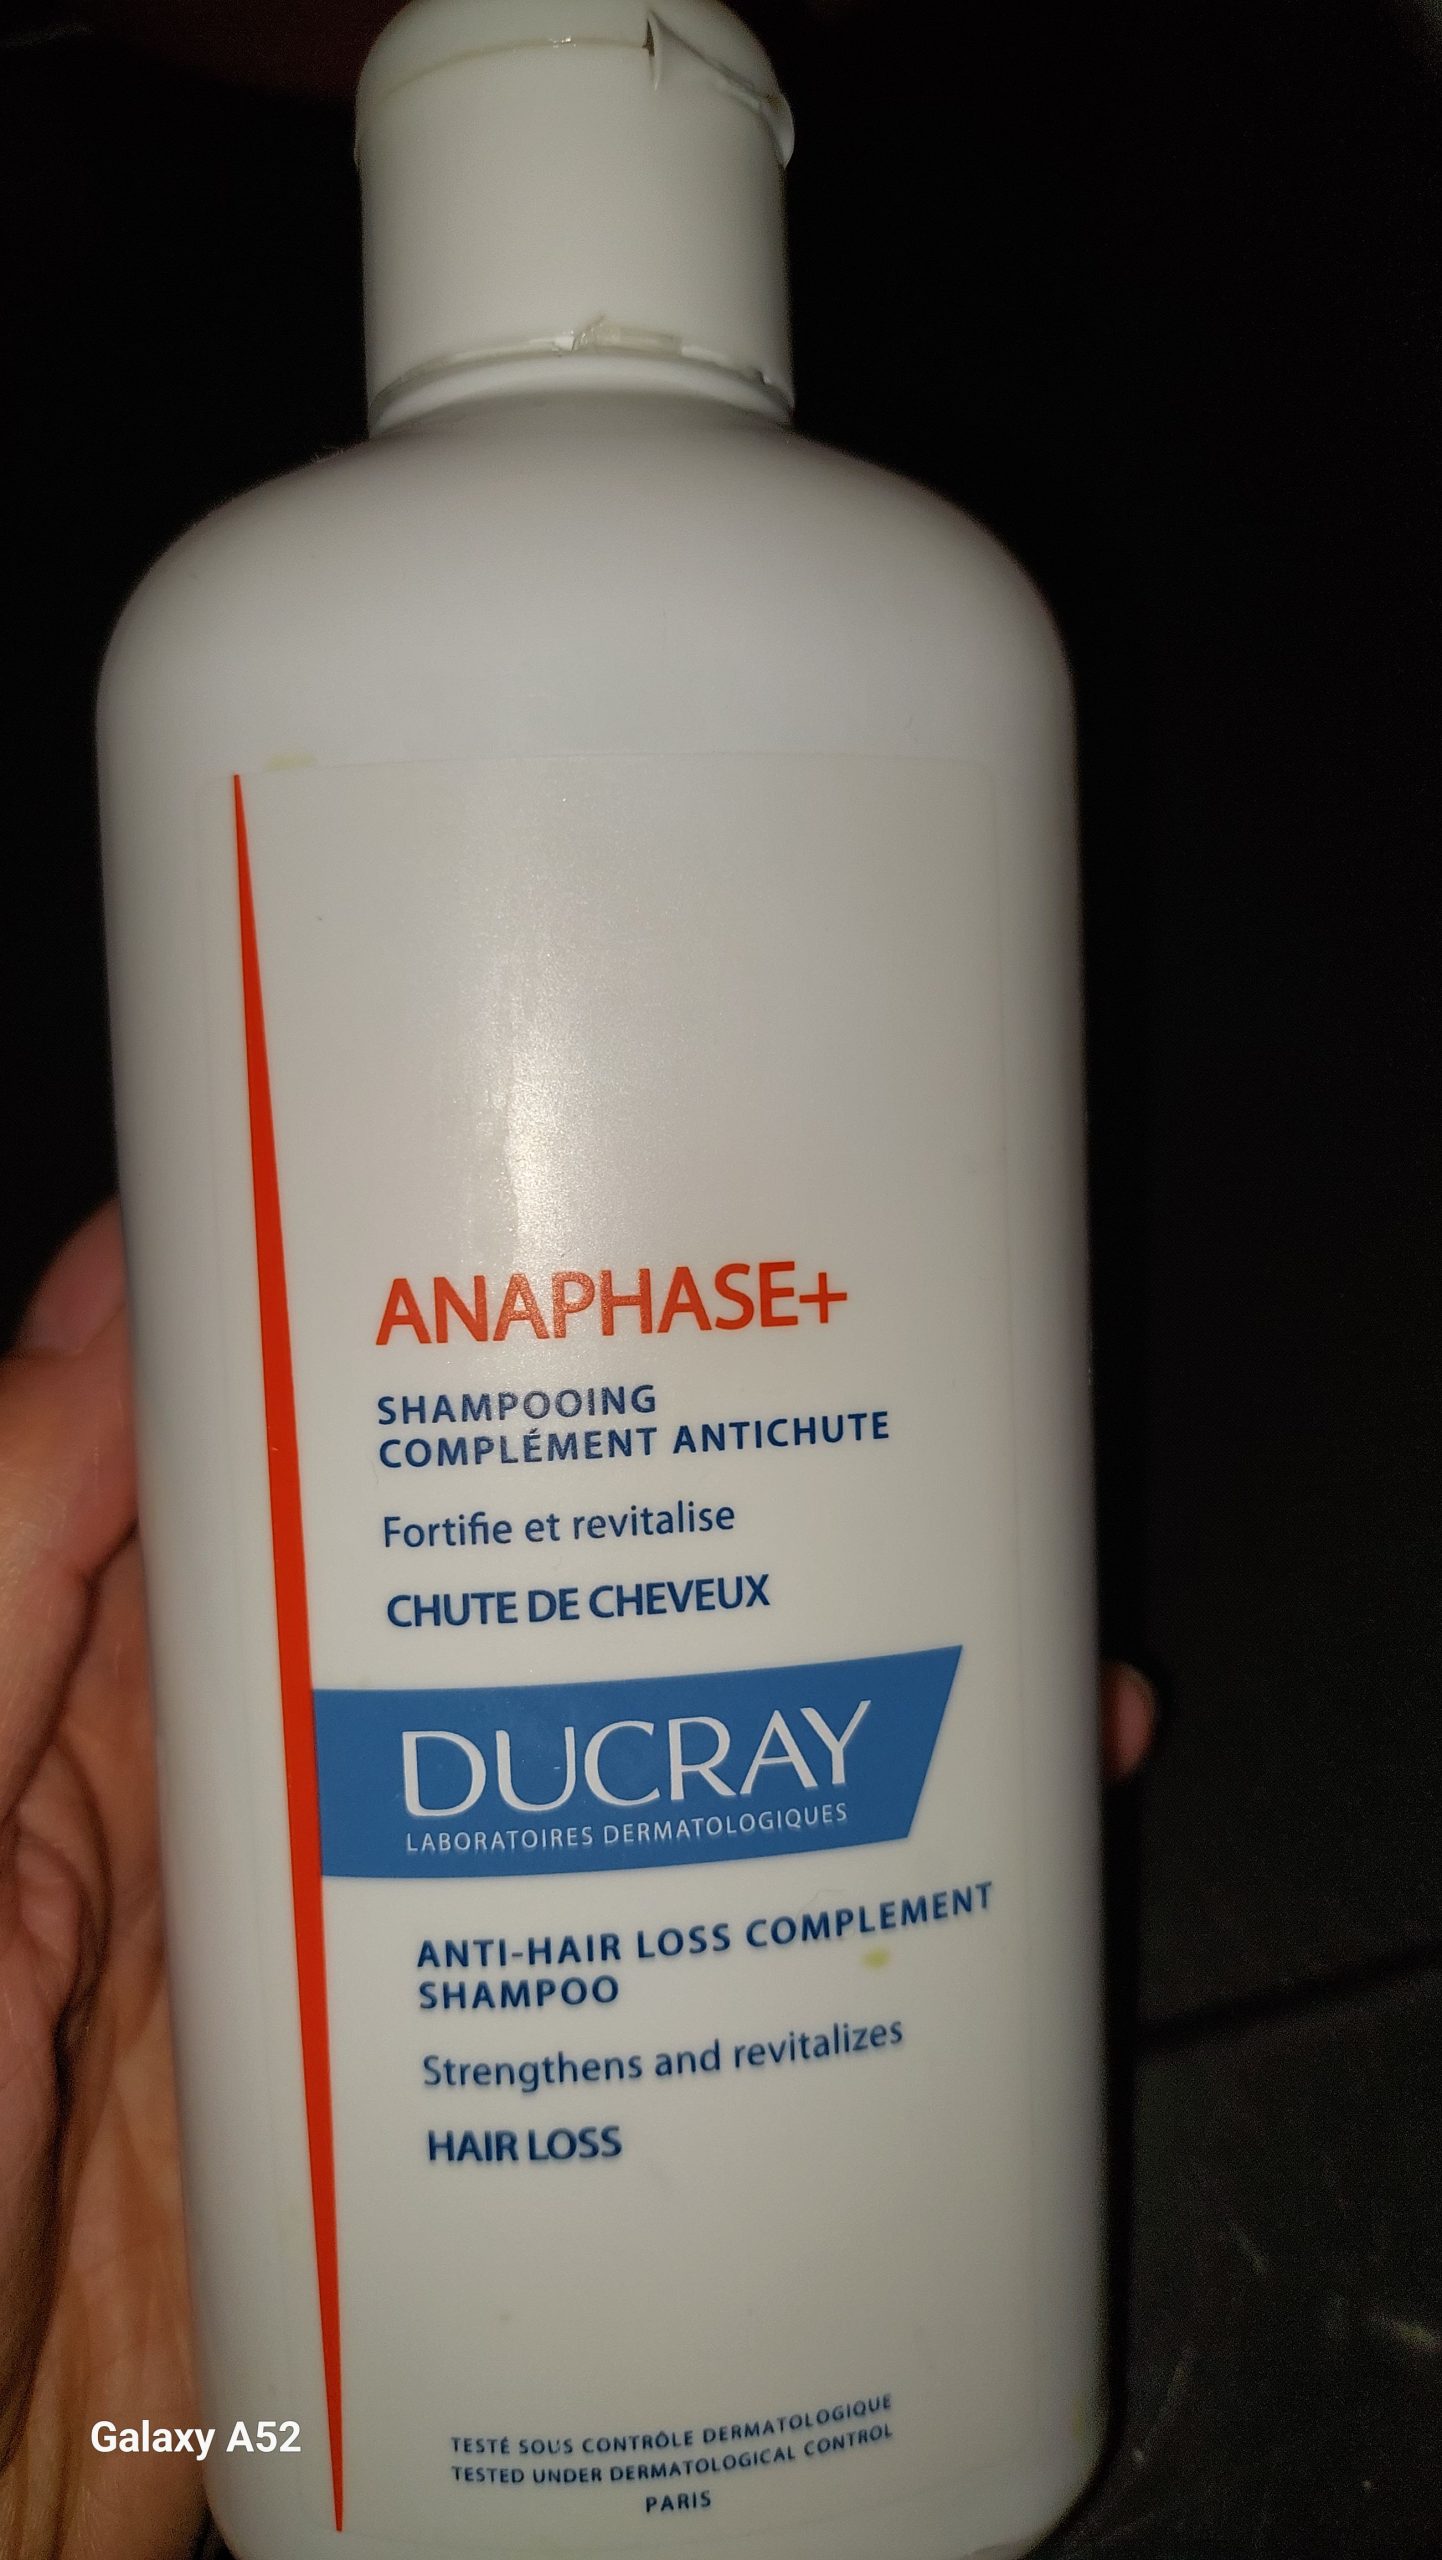 ANAPHASE+
SHAMPOOING
COMPLÉMENT ANTICHUTE
Fortifie et revitalise
CHUTE DE CHEVEUX
DUCRAY
LABORATOIRES DERMATOLOGIQUES
ANTI-HAIR LOSS COMPLEMENT
SHAMPOO
Strengthens and revitalizes
HAIR LOSS
TESTÉ SOUS CONTRÔLE DERMATOLOGIQUE
TESTED UNDER DERMATOLOGICAL CONTROL
PARIS
Galaxy A52